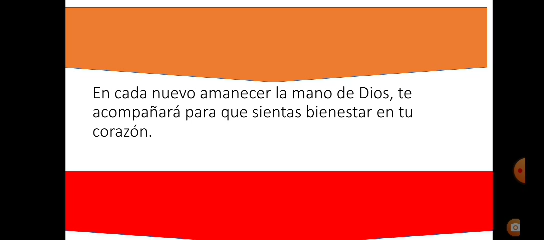 En cada nuevo amanecer la mano de Dios, te
acompañará para que sientas bienestar en tu
corazón.